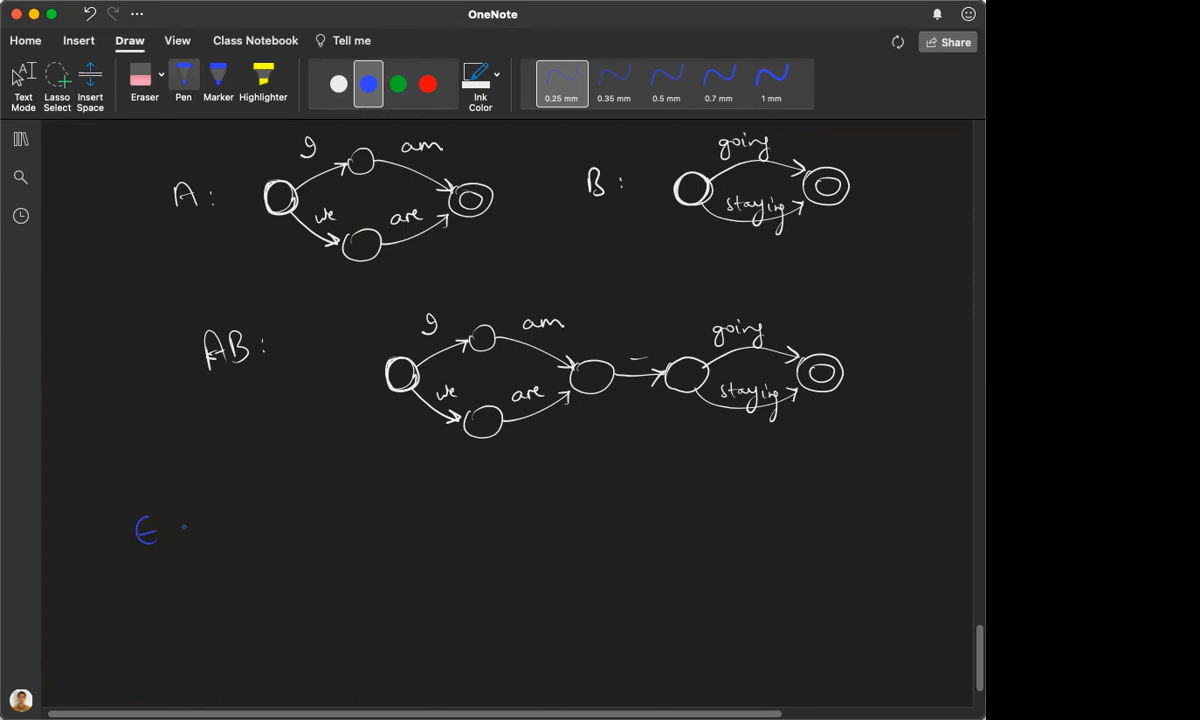 OneNote
Home Insert Draw View Class Notebook Tell me Share
Text Mode Lasso Select Insert Space Eraser Pen Marker Highlighter Ink Color 0.25 mm 0.35 mm 0.5 mm 0.7 mm 1 mm
I am going
A: B:
we are staying
I am going
AB: –
we are staying
ϵ